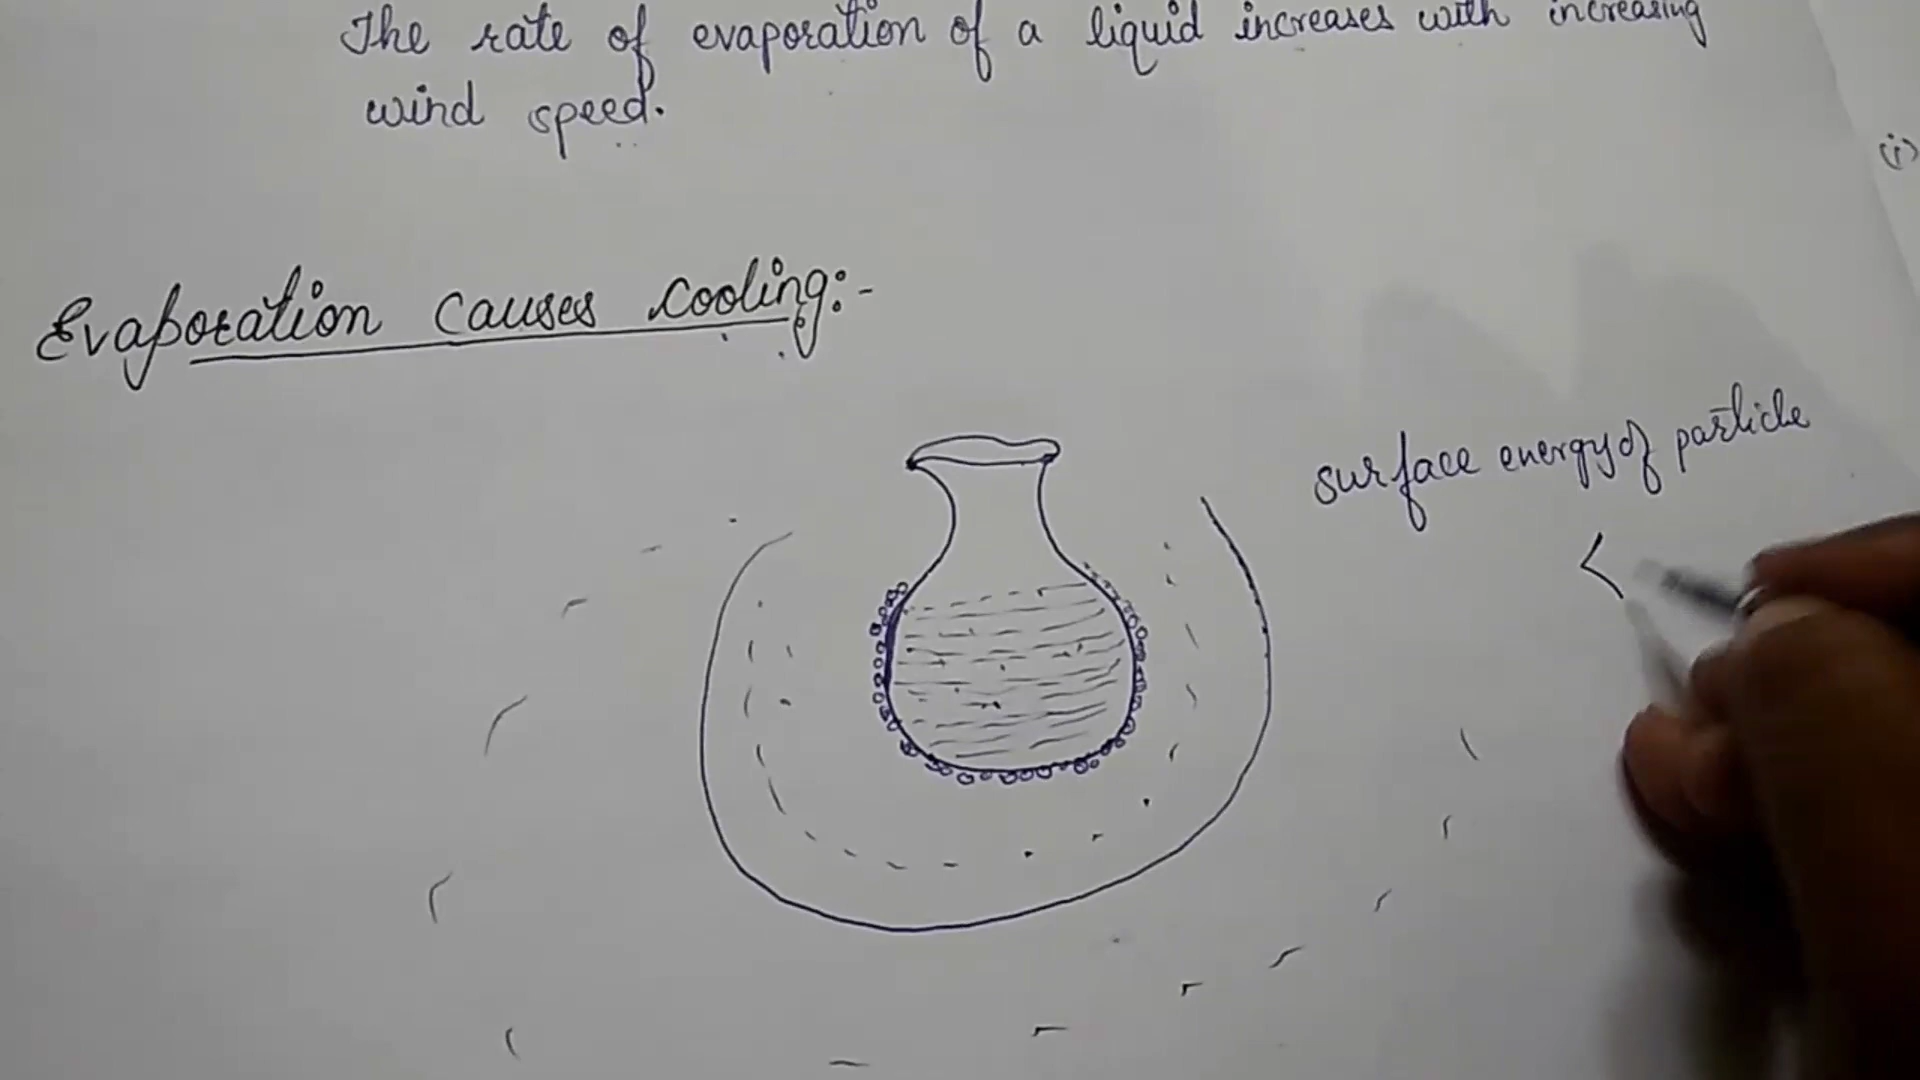 The rate of evaporation of a liquid increases with increasing
wind speed.
(i)
Evaporation causes cooling:-
surface energy of particle
<